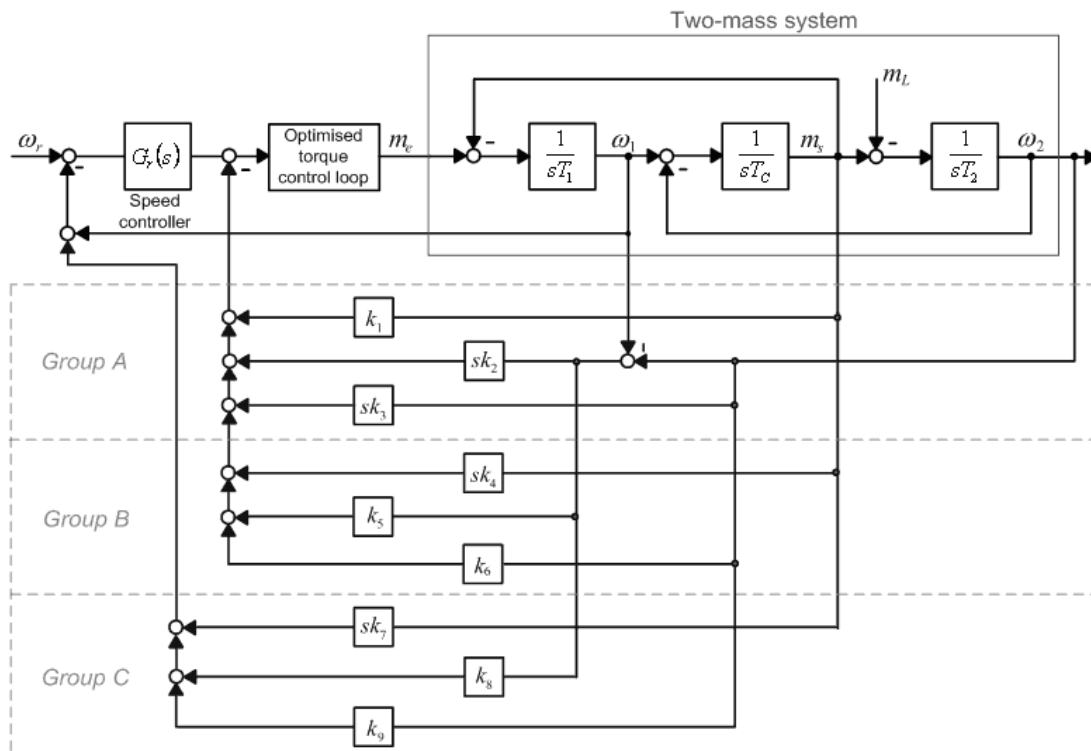 Two-mass system
m_L
ω_r
G_r(s)
Optimised
torque
control loop
m_e
1
sT_1
ω_1
1
sT_C
m_s
1
sT_2
ω_2
Speed
controller
Group A
k_1
sk_2
sk_3
Group B
sk_4
k_5
k_6
Group C
sk_7
k_8
k_9